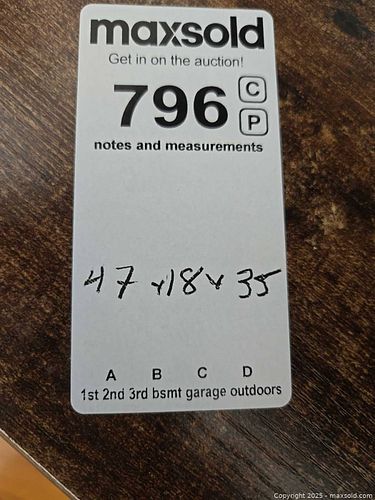 maxsold
Get in on the auction!
796 C
P
notes and measurements
47 x 18 x 35
A B C D
1st 2nd 3rd bsmt garage outdoors
Copyright 2025 - maxsold.com